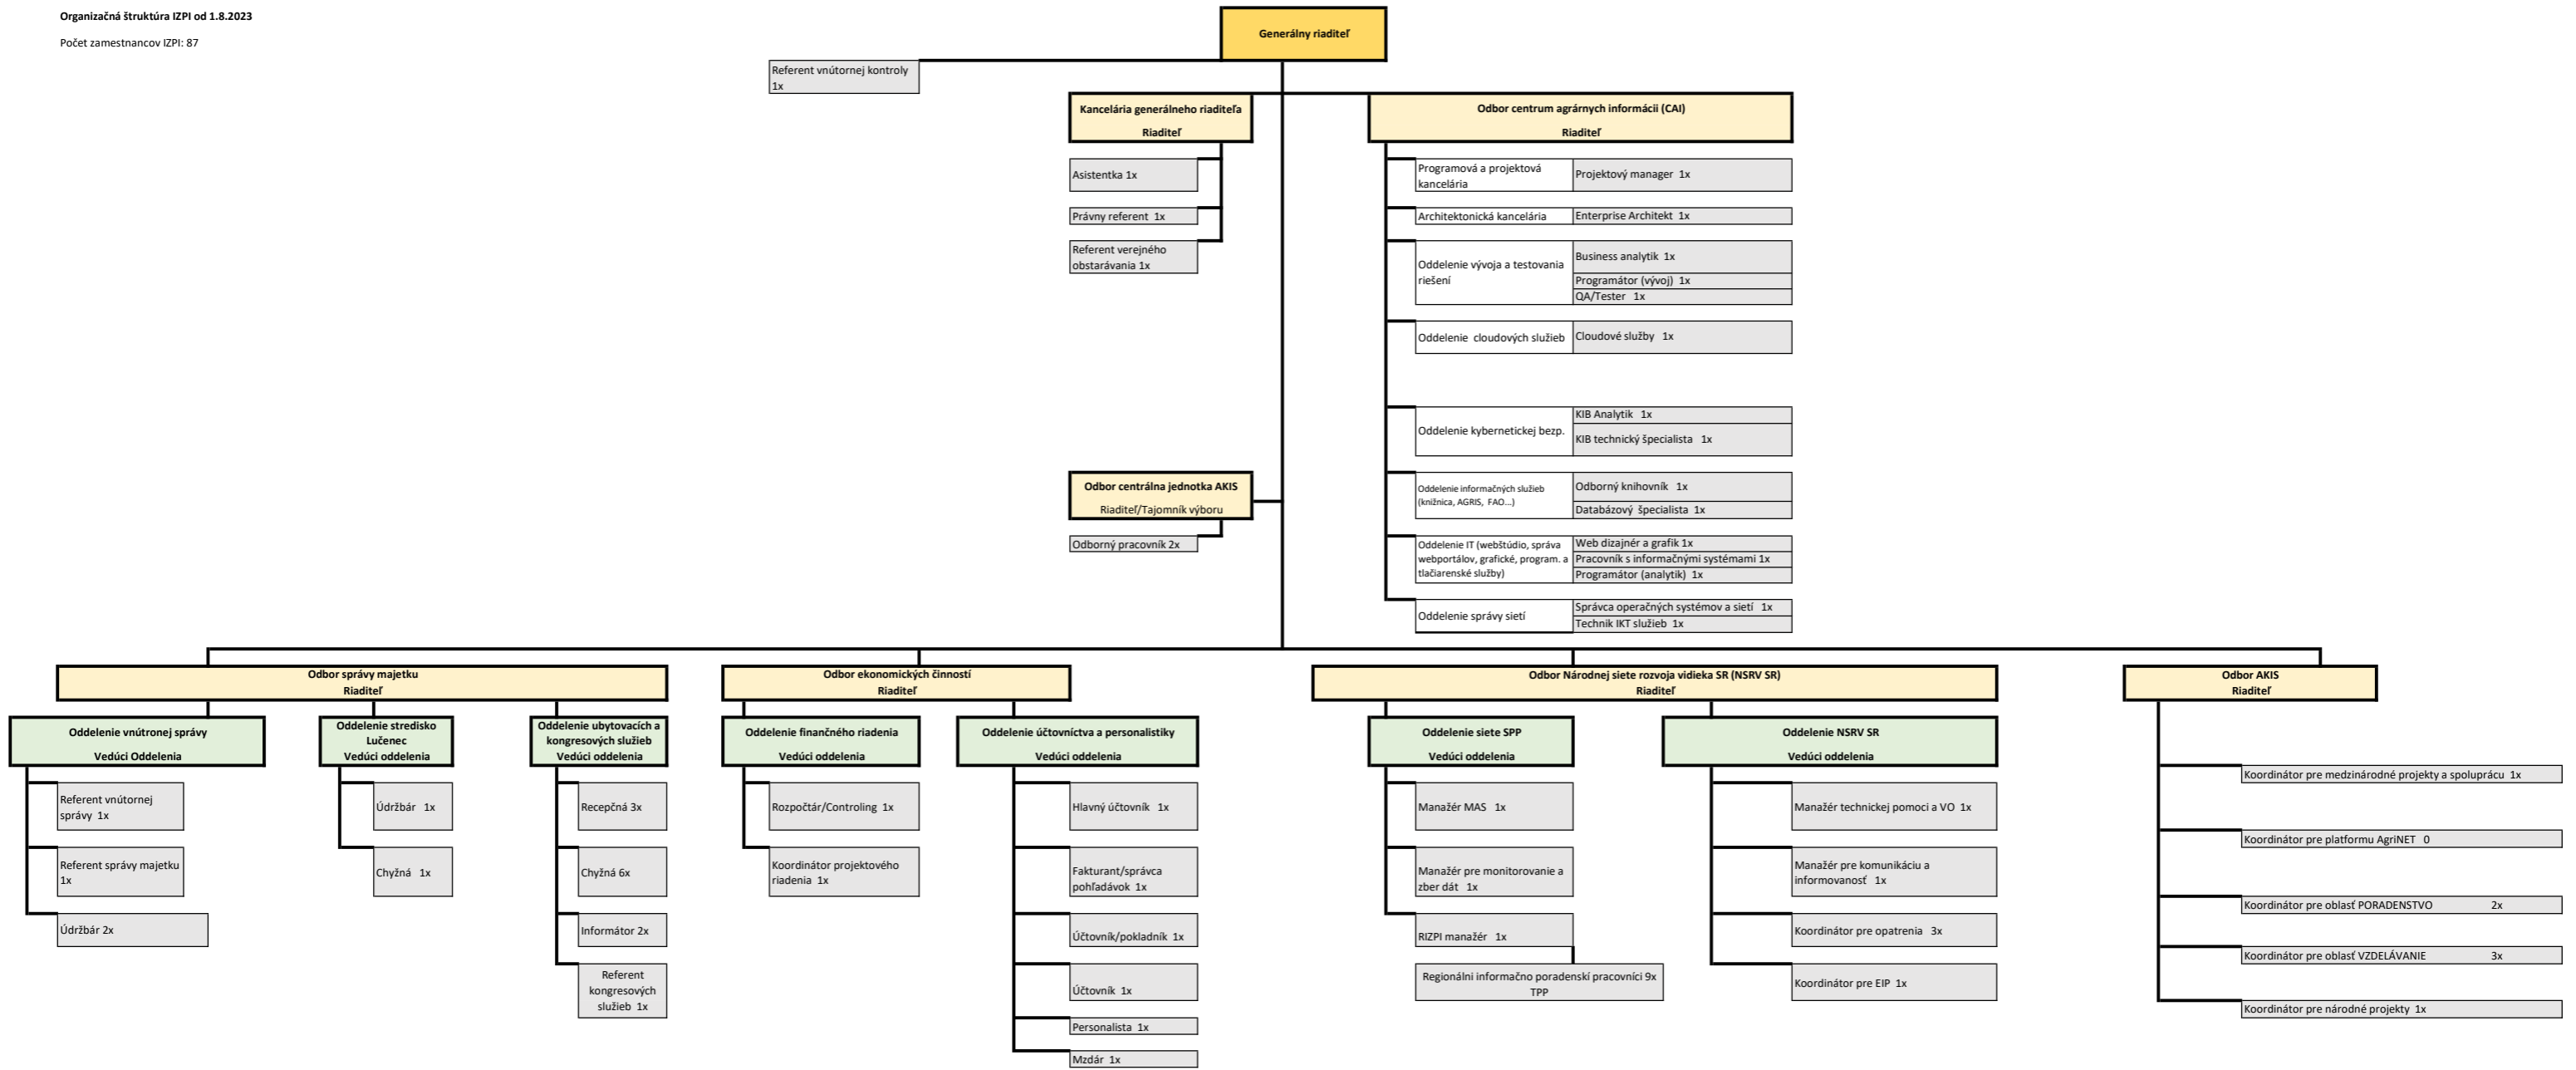 Organizačná štruktúra IZPI od 1.8.2023
Počet zamestnancov IZPI: 87
Generálny riaditeľ
Referent vnútornej kontroly
1x
Kancelária generálneho riaditeľa
Riaditeľ
Asistentka 1x
Právny referent 1x
Referent verejného
obstarávania 1x
Odbor centrum agrárnych informácii (CAI)
Riaditeľ
Programová a projektová
kancelária
Projektový manager 1x
Architektonická kancelária
Enterprise Architekt 1x
Oddelenie vývoja a testovania
riešení
Business analytik 1x
Programátor (vývoj) 1x
QA/Tester 1x
Oddelenie cloudových služieb
Cloudové služby 1x
Oddelenie kybernetickej bezp.
KIB Analytik 1x
KIB technický špecialista 1x
Oddelenie informačných služieb
(knižnica, AGRIS, FAO...)
Odborný knihovník 1x
Databázový špecialista 1x
Oddelenie IT (webštúdio, správa
webportálov, grafické, program. a
tlačiarenské služby)
Web dizajnér a grafik 1x
Pracovník s informačnými systémami 1x
Programátor (analytik) 1x
Oddelenie správy sietí
Správca operačných systémov a sietí 1x
Technik IKT služieb 1x
Odbor centrálna jednotka AKIS
Riaditeľ/Tajomník výboru
Odborný pracovník 2x
Odbor správy majetku
Riaditeľ
Oddelenie vnútronej správy
Vedúci Oddelenia
Referent vnútornej
správy 1x
Referent správy majetku
1x
Údržbár 2x
Oddelenie stredisko
Lučenec
Vedúci oddelenia
Údržbár 1x
Chyžná 1x
Oddelenie ubytovacích a
kongresových služieb
Vedúci oddelenia
Recepčná 3x
Chyžná 6x
Informátor 2x
Referent
kongresových
služieb 1x
Odbor ekonomických činností
Riaditeľ
Oddelenie finančného riadenia
Vedúci oddelenia
Rozpočtár/Controling 1x
Koordinátor projektového
riadenia 1x
Oddelenie účtovníctva a personalistiky
Vedúci oddelenia
Hlavný účtovník 1x
Fakturant/správca
pohľadávok 1x
Účtovník/pokladník 1x
Účtovník 1x
Personalista 1x
Mzdár 1x
Odbor Národnej siete rozvoja vidieka SR (NSRV SR)
Riaditeľ
Oddelenie siete SPP
Vedúci oddelenia
Manažér MAS 1x
Manažér pre monitorovanie a
zber dát 1x
RIZPI manažér 1x
Regionálni informačno poradenskí pracovníci 9x
TPP
Oddelenie NSRV SR
Vedúci oddelenia
Manažér technickej pomoci a VO 1x
Manažér pre komunikáciu a
informovanosť 1x
Koordinátor pre opatrenia 3x
Koordinátor pre EIP 1x
Odbor AKIS
Riaditeľ
Koordinátor pre medzinárodné projekty a spoluprácu 1x
Koordinátor pre platformu AgriNET 0
Koordinátor pre oblasť PORADENSTVO 2x
Koordinátor pre oblasť VZDELÁVANIE 3x
Koordinátor pre národné projekty 1x